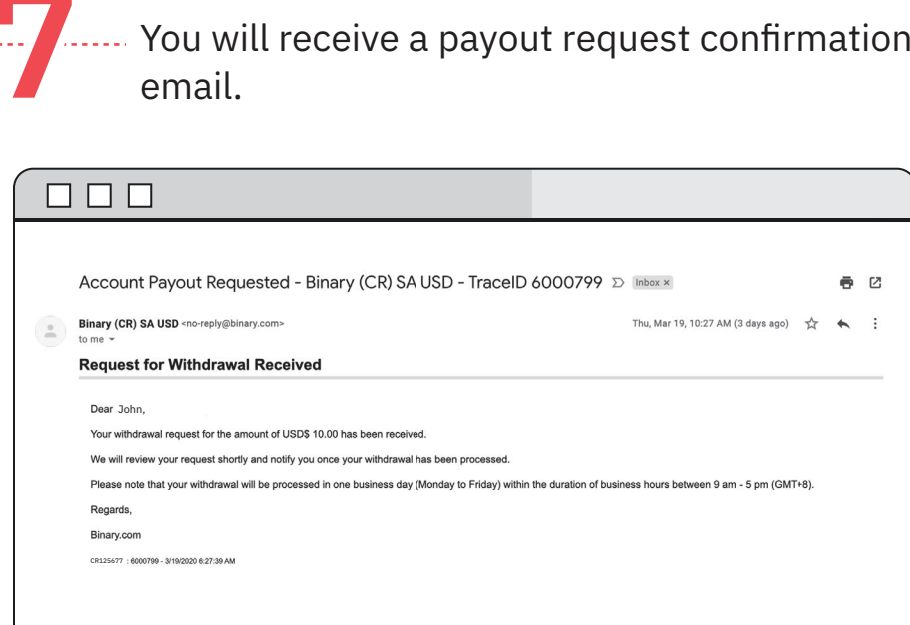 7
You will receive a payout request confirmation
email.
Account Payout Requested - Binary (CR) SA USD - TraceID 6000799
Inbox ×
Binary (CR) SA USD <no-reply@binary.com>
Thu, Mar 19, 10:27 AM (3 days ago)
to me
Request for Withdrawal Received
Dear John,
Your withdrawal request for the amount of USD$ 10.00 has been received.
We will review your request shortly and notify you once your withdrawal has been processed.
Please note that your withdrawal will be processed in one business day (Monday to Friday) within the duration of business hours between 9 am - 5 pm (GMT+8).
Regards,
Binary.com
CR125677 : 6000799 - 3/19/2020 6:27:39 AM